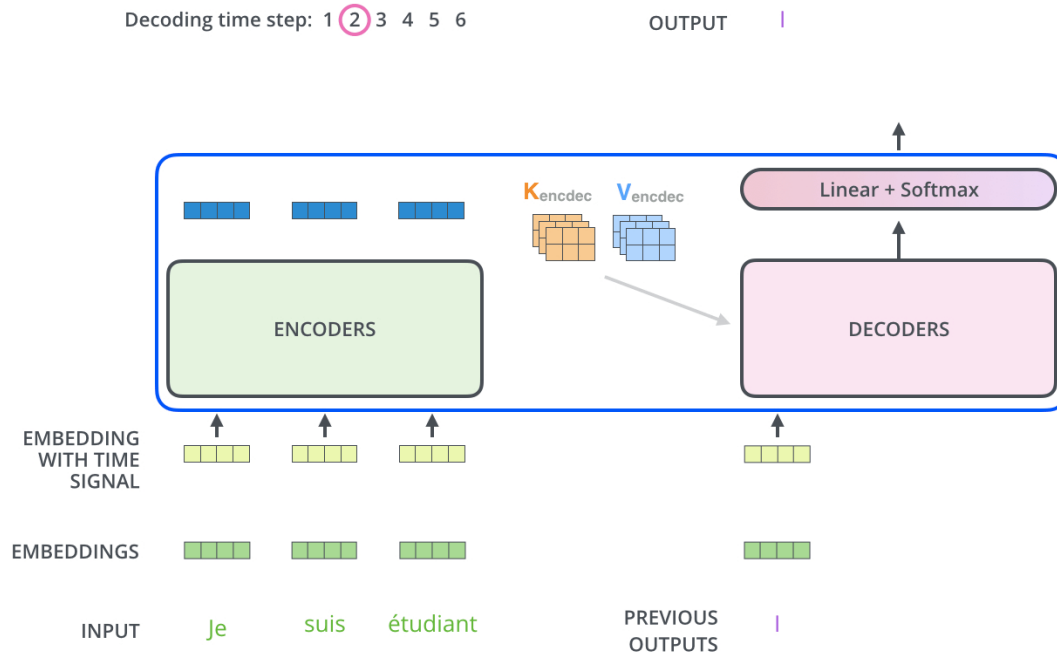 Decoding time step: 1 2 3 4 5 6
OUTPUT I
Kencdec Vencdec
Linear + Softmax
ENCODERS
DECODERS
EMBEDDING
WITH TIME
SIGNAL
EMBEDDINGS
INPUT Je suis étudiant
PREVIOUS
OUTPUTS
I